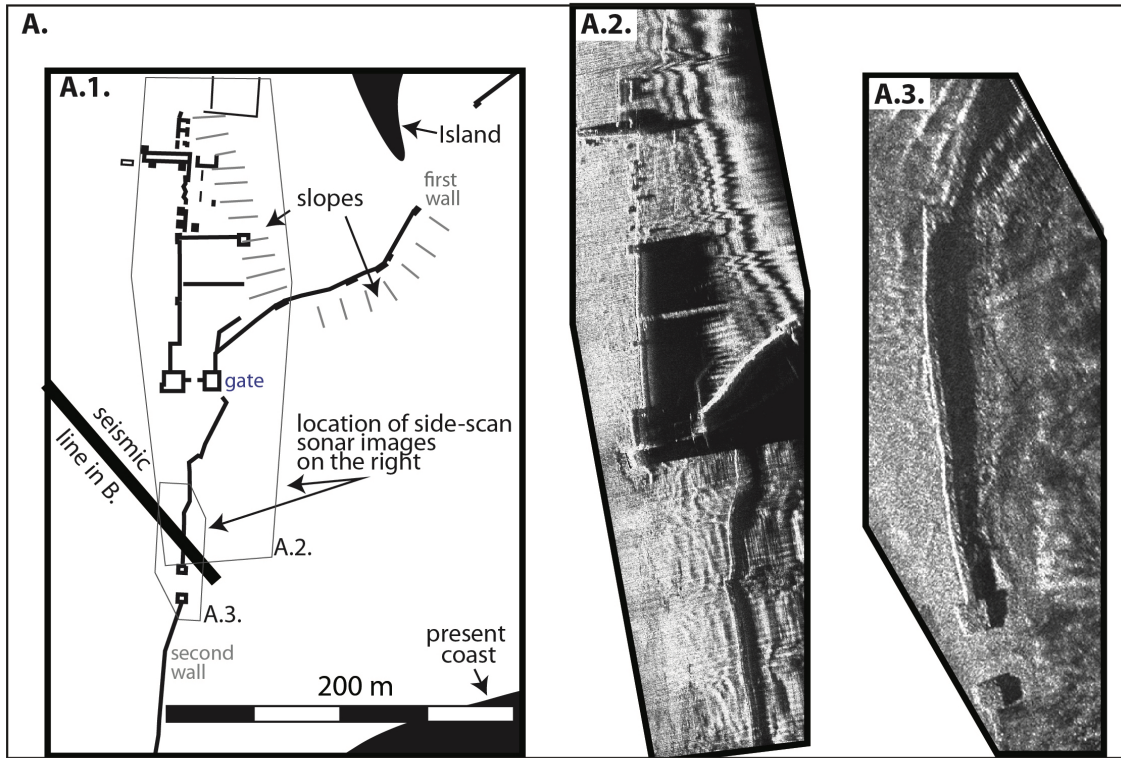 A.
A.1.
Island
first
wall
slopes
gate
seismic
line in B.
location of side-scan
sonar images
on the right
A.2.
A.3.
second
wall
present
coast
200 m
A.2.
A.3.